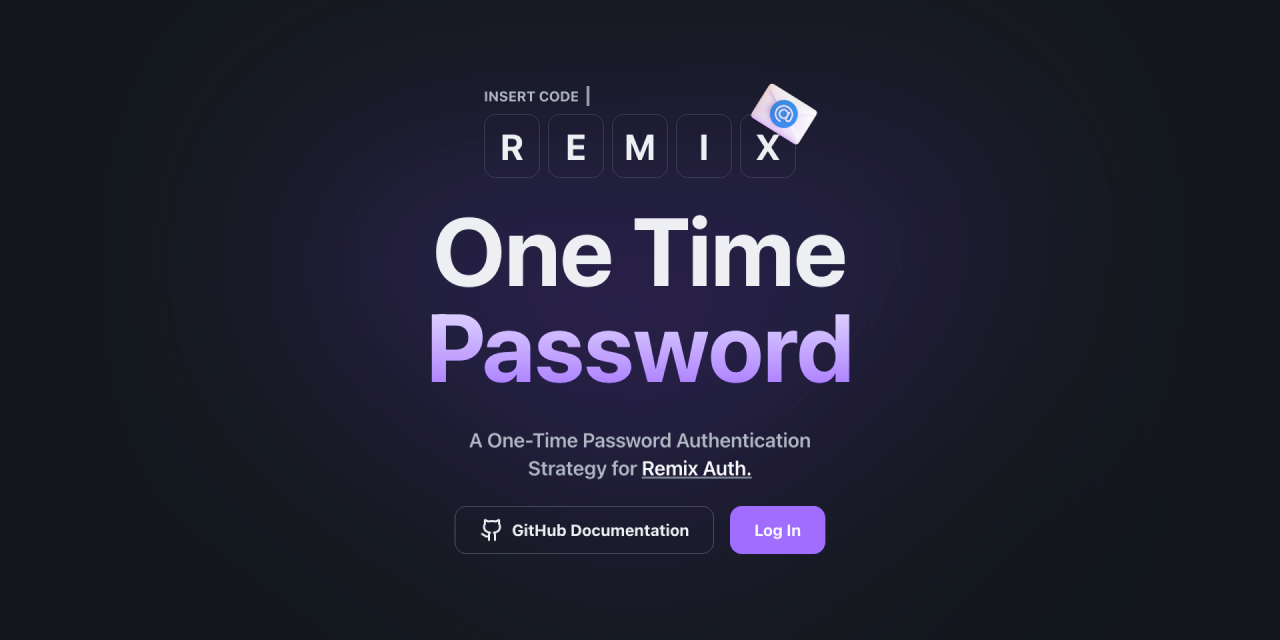 INSERT CODE
R E M I X
One Time
Password
A One-Time Password Authentication
Strategy for Remix Auth.
GitHub Documentation
Log In